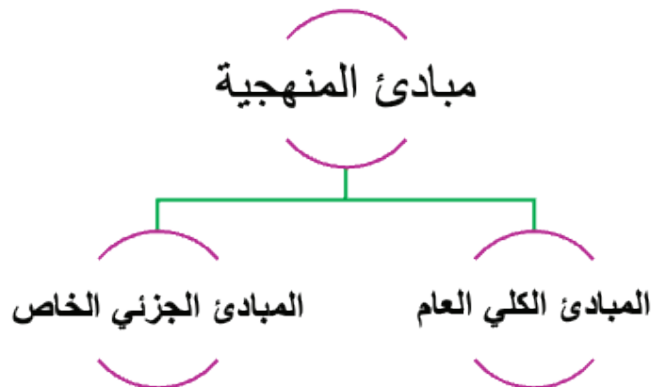 مبادئ المنهجية
المبادئ الكلي العام
المبادئ الجزئي الخاص